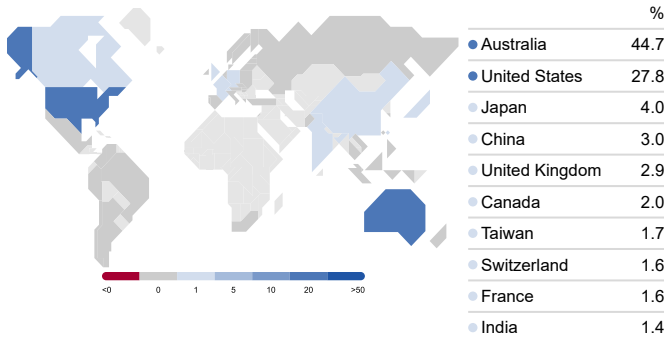 %
Australia 44.7
United States 27.8
Japan 4.0
China 3.0
United Kingdom 2.9
Canada 2.0
Taiwan 1.7
Switzerland 1.6
France 1.6
India 1.4
<0 0 1 5 10 20 >50